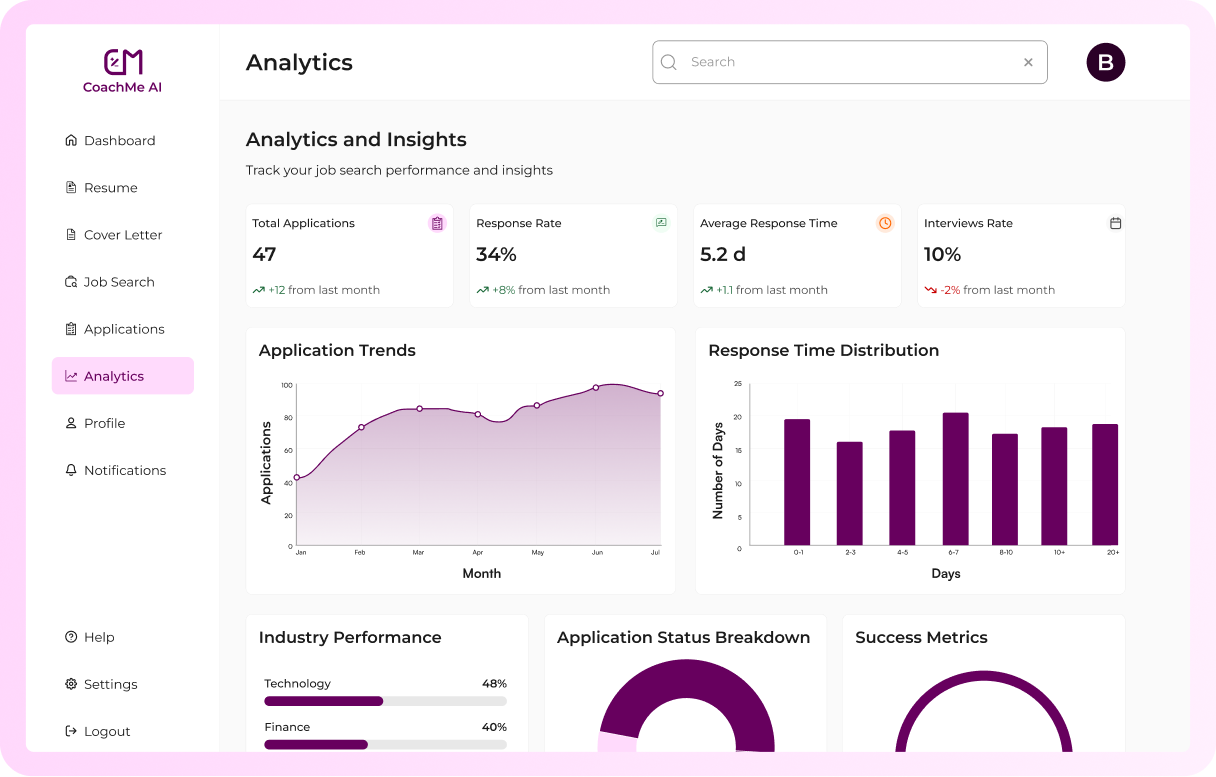 CoachMe AI
Dashboard
Resume
Cover Letter
Job Search
Applications
Analytics
Profile
Notifications
Help
Settings
Logout
Analytics
Search
B
Analytics and Insights
Track your job search performance and insights
Total Applications
47
+12 from last month
Response Rate
34%
+8% from last month
Average Response Time
5.2 d
+1.1 from last month
Interviews Rate
10%
-2% from last month
Application Trends
Applications
100
80
60
40
20
0
Jan Feb Mar Apr May Jun Jul
Month
Response Time Distribution
Number of Days
25
20
15
10
5
0
0-1 2-3 4-5 6-7 8-10 10+ 20+
Days
Industry Performance
Technology 48%
Finance 40%
Application Status Breakdown
Success Metrics